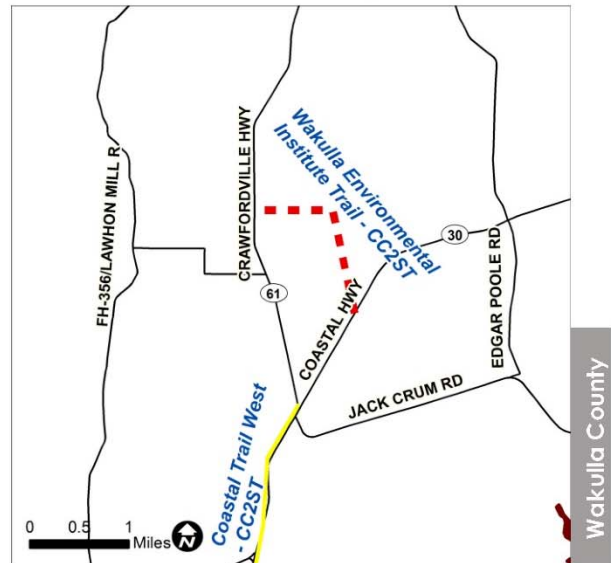 FH-356/LAWHON MILL R.
CRAWFORDVILLE HWY
Wakulla Environmental
Institute Trail - CC2ST
30
61
COASTAL HWY
EDGAR POOLE RD
JACK CRUM RD
Coastal Trail West
- CC2ST
0 0.5 1
Miles
N
Wakulla County